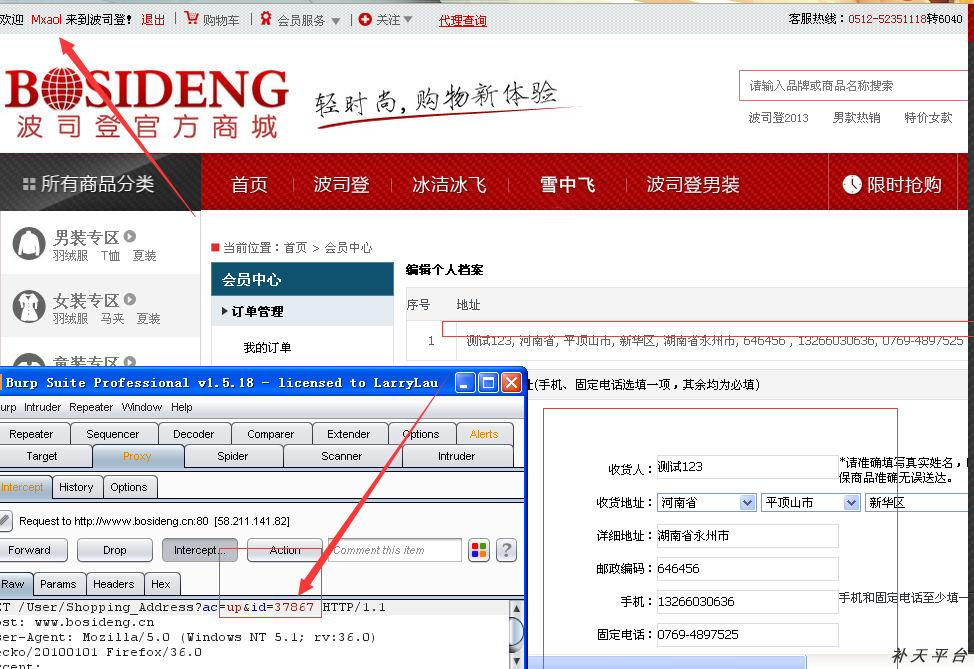 欢迎 Mxaol 来到波司登! 退出 | 购物车 | 会员服务 | 关注 代理查询 客服热线：0512-52351118转6040
BOSIDENG
波司登官方商城
轻时尚,购物新体验
请输入品牌或商品名称搜索
波司登2013 男款热销 特价女款
所有商品分类 首页 波司登 冰洁冰飞 雪中飞 波司登男装 限时抢购
男装专区
羽绒服 T恤 夏装
女装专区
羽绒服 马夹 夏装
童装专区
当前位置：首页 > 会员中心
会员中心
订单管理
我的订单
编辑个人档案
序号 地址
1 测试123, 河南省, 平顶山市, 新华区, 湖南省永州市, 646456 , 13266030636, 0769-4897525
(手机、固定电话选填一项，其余均为必填)
收货人： 测试123 *请准确填写真实姓名，
保商品准确无误送达。
收货地址： 河南省 平顶山市 新华区
详细地址： 湖南省永州市
邮政编码： 646456
手机： 13266030636 手机和固定电话至少填一
固定电话： 0769-4897525
Burp Suite Professional v1.5.18 - licensed to LarryLau
urp Intruder Repeater Window Help
Repeater Sequencer Decoder Comparer Extender Options Alerts
Target Proxy Spider Scanner Intruder
Intercept History Options
Request to http://www.bosideng.cn:80 [58.211.141.82]
Forward Drop Intercept... Action Comment this item
Raw Params Headers Hex
ET /User/Shopping_Address?ac=up&id=37867 HTTP/1.1
ost: www.bosideng.cn
ser-Agent: Mozilla/5.0 (Windows NT 5.1; rv:36.0)
ecko/20100101 Firefox/36.0
ccept:
补天平台